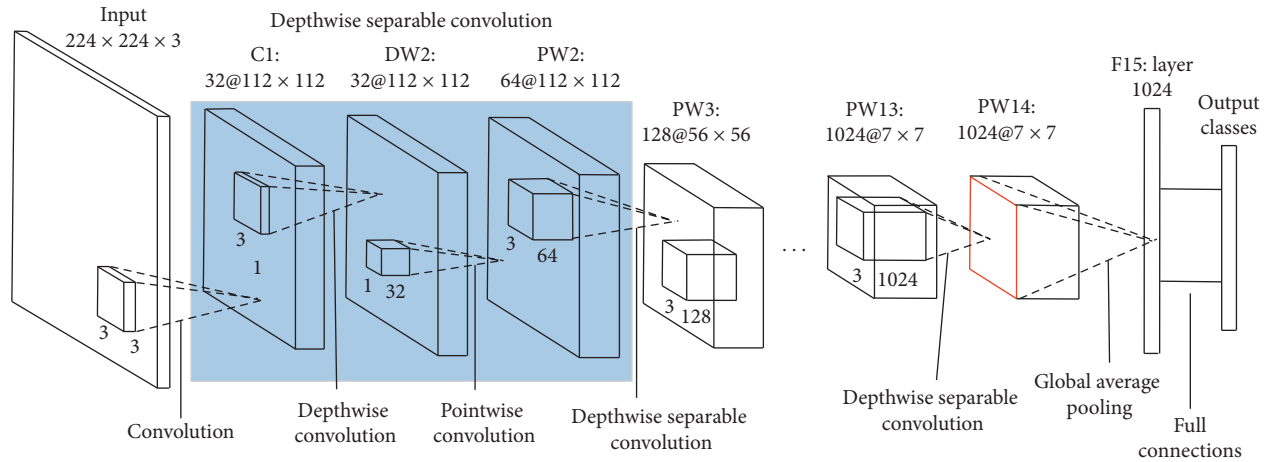 Input
224 × 224 × 3
Depthwise separable convolution
C1:
32@112 × 112
DW2:
32@112 × 112
PW2:
64@112 × 112
PW3:
128@56 × 56
PW13:
1024@7 × 7
PW14:
1024@7 × 7
F15: layer
1024
Output
classes
3
3
3
1
1
32
3
64
3
128
...
3
1024
Convolution
Depthwise
convolution
Pointwise
convolution
Depthwise separable
convolution
Depthwise separable
convolution
Global average
pooling
Full
connections